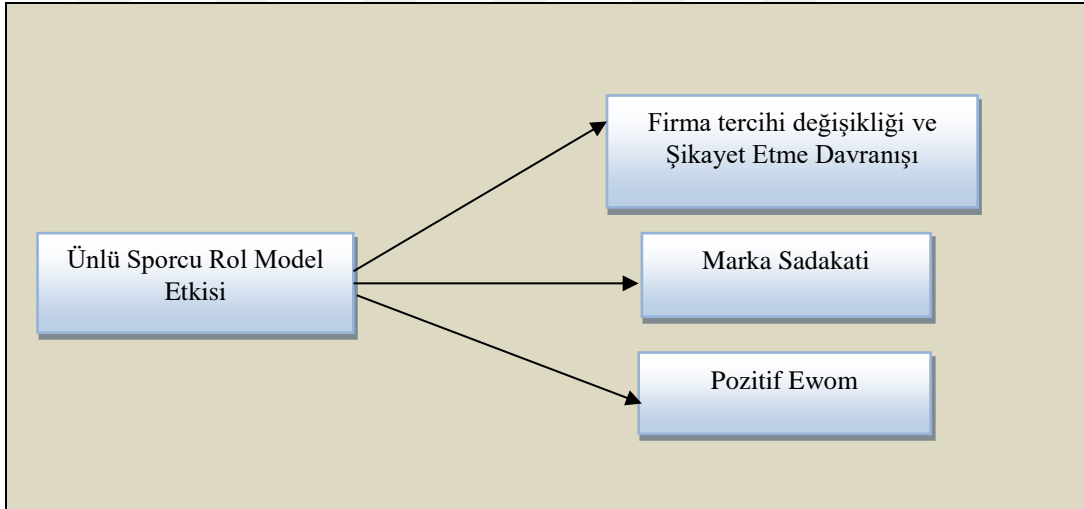 Firma tercihi değişikliği ve
Şikayet Etme Davranışı
Ünlü Sporcu Rol Model
Etkisi
Marka Sadakati
Pozitif Ewom